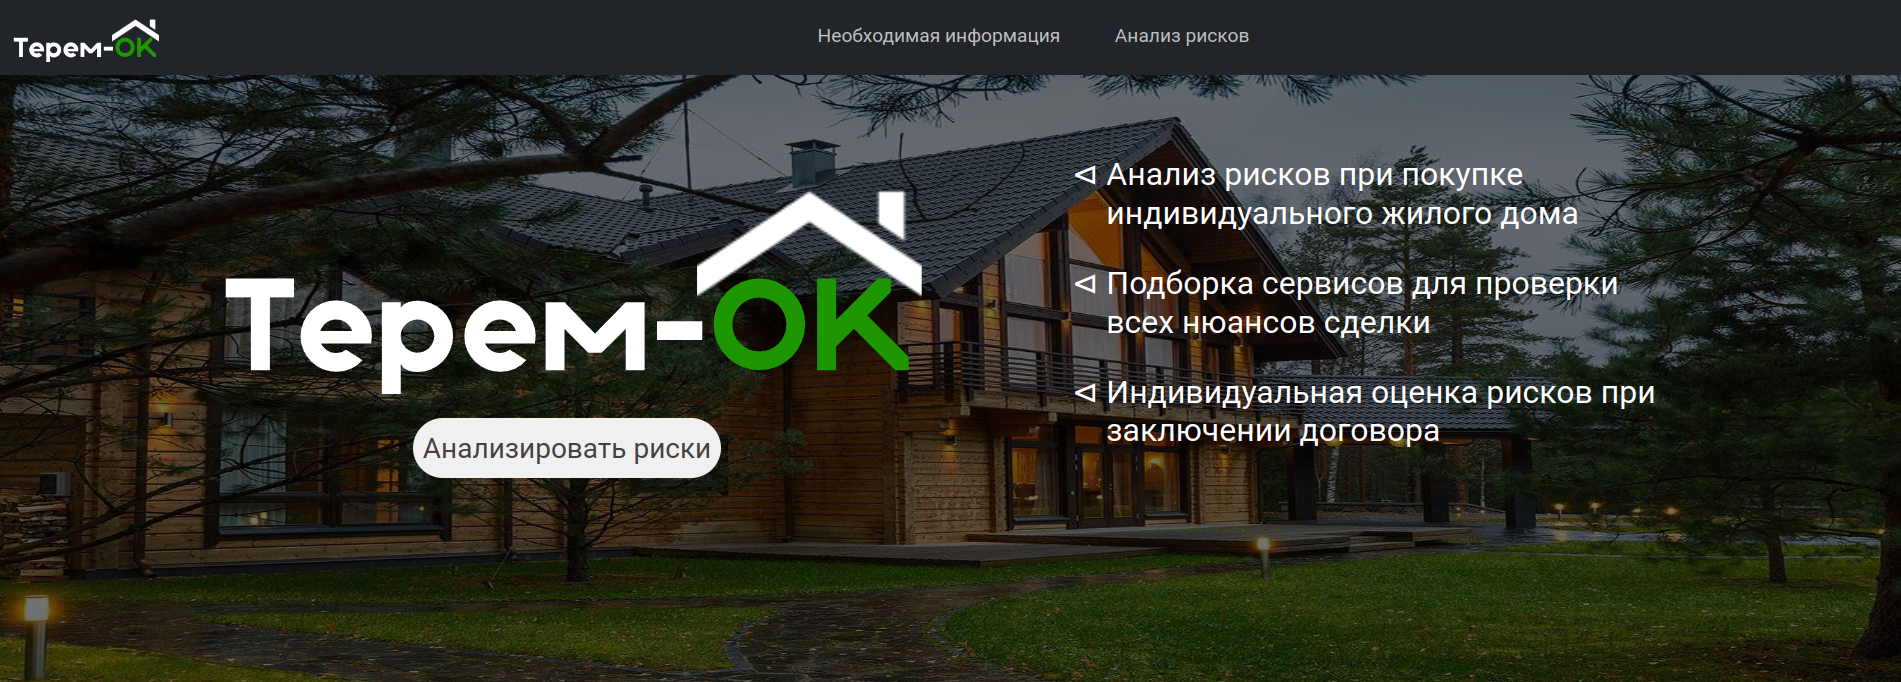 Терем-ОК
Необходимая информация
Анализ рисков
Терем-ОК
Анализировать риски
Анализ рисков при покупке
индивидуального жилого дома
Подборка сервисов для проверки
всех нюансов сделки
Индивидуальная оценка рисков при
заключении договора